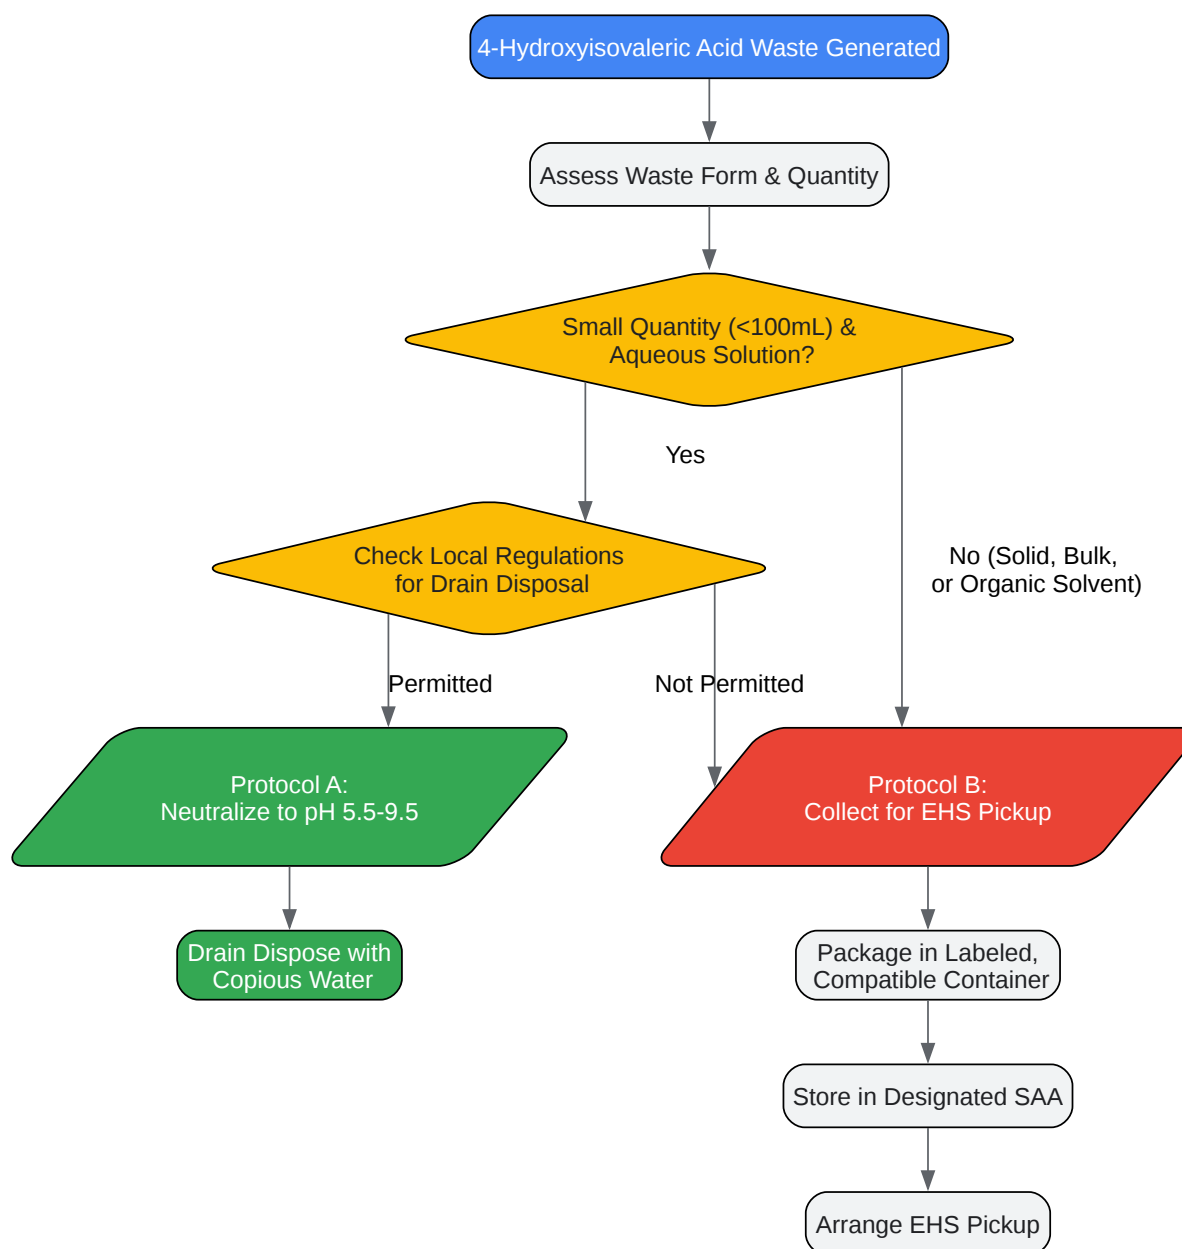 4-Hydroxyisovaleric Acid Waste Generated
Assess Waste Form & Quantity
Small Quantity (<100mL) &
Aqueous Solution?
Yes
Check Local Regulations
for Drain Disposal
No (Solid, Bulk,
or Organic Solvent)
Permitted
Not Permitted
Protocol A:
Neutralize to pH 5.5-9.5
Protocol B:
Collect for EHS Pickup
Drain Dispose with
Copious Water
Package in Labeled,
Compatible Container
Store in Designated SAA
Arrange EHS Pickup